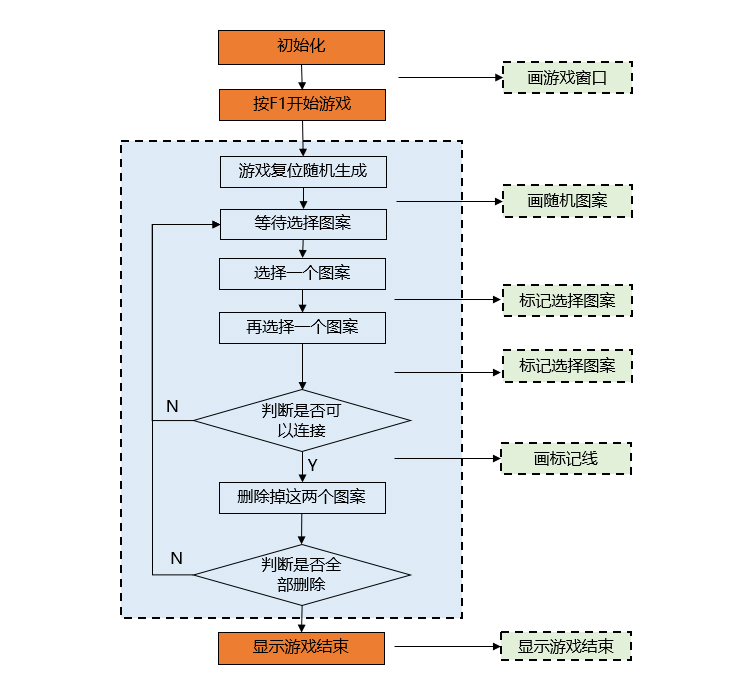 初始化
画游戏窗口
按F1开始游戏
游戏复位随机生成
画随机图案
等待选择图案
选择一个图案
标记选择图案
再选择一个图案
标记选择图案
N
判断是否可
以连接
Y
画标记线
删除掉这两个图案
N
判断是否全
部删除
显示游戏结束
显示游戏结束